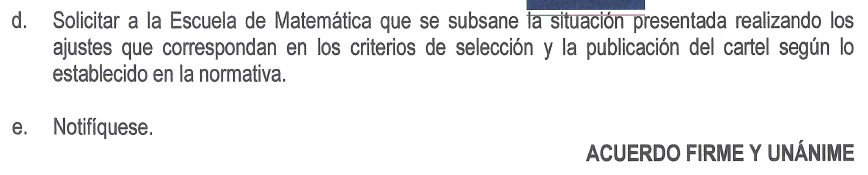 d. Solicitar a la Escuela de Matemática que se subsane la situación presentada realizando los
ajustes que correspondan en los criterios de selección y la publicación del cartel según lo
establecido en la normativa.
e. Notifíquese.
ACUERDO FIRME Y UNÁNIME